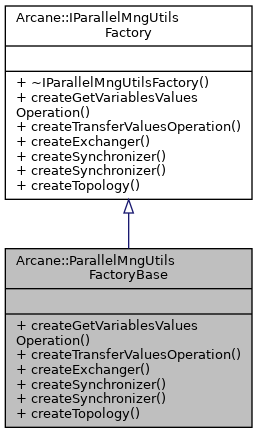 Arcane::IParallelMngUtils
Factory
+ ~IParallelMngUtilsFactory()
+ createGetVariablesValues
Operation()
+ createTransferValuesOperation()
+ createExchanger()
+ createSynchronizer()
+ createSynchronizer()
+ createTopology()
Arcane::ParallelMngUtils
FactoryBase
+ createGetVariablesValues
Operation()
+ createTransferValuesOperation()
+ createExchanger()
+ createSynchronizer()
+ createSynchronizer()
+ createTopology()